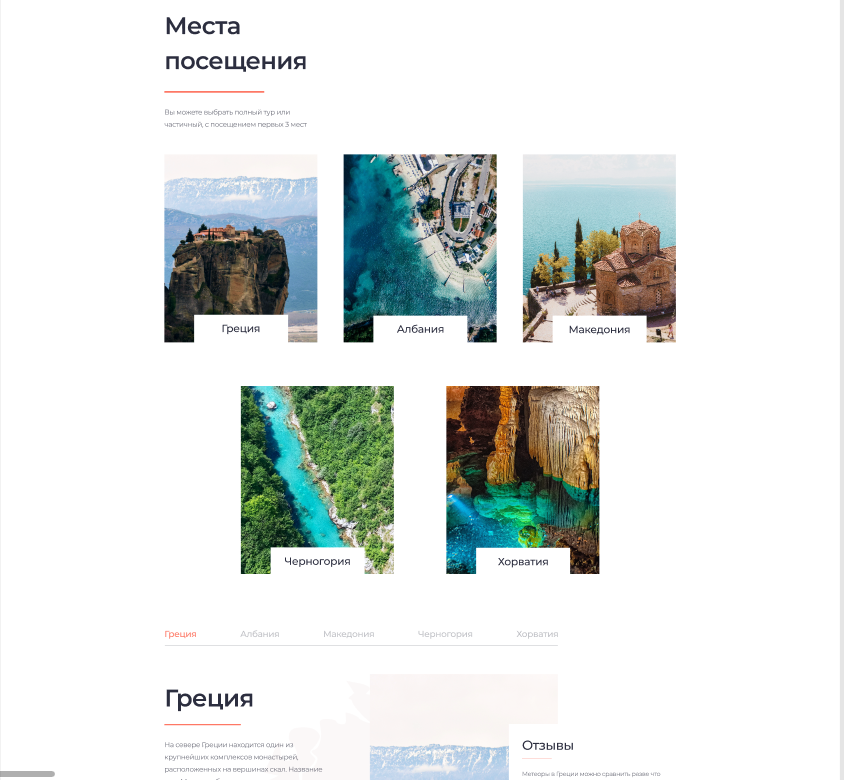 Места
посещения
Вы можете выбрать полный тур или
частичный, с посещением первых 3 мест
Греция
Албания
Македония
Черногория
Хорватия
Греция Албания Македония Черногория Хорватия
Греция
На севере Греции находится один из
крупнейших комплексов монастырей,
расположенных на вершинах скал. Название
Отзывы
Метеоры в Греции можно сравнить разве что